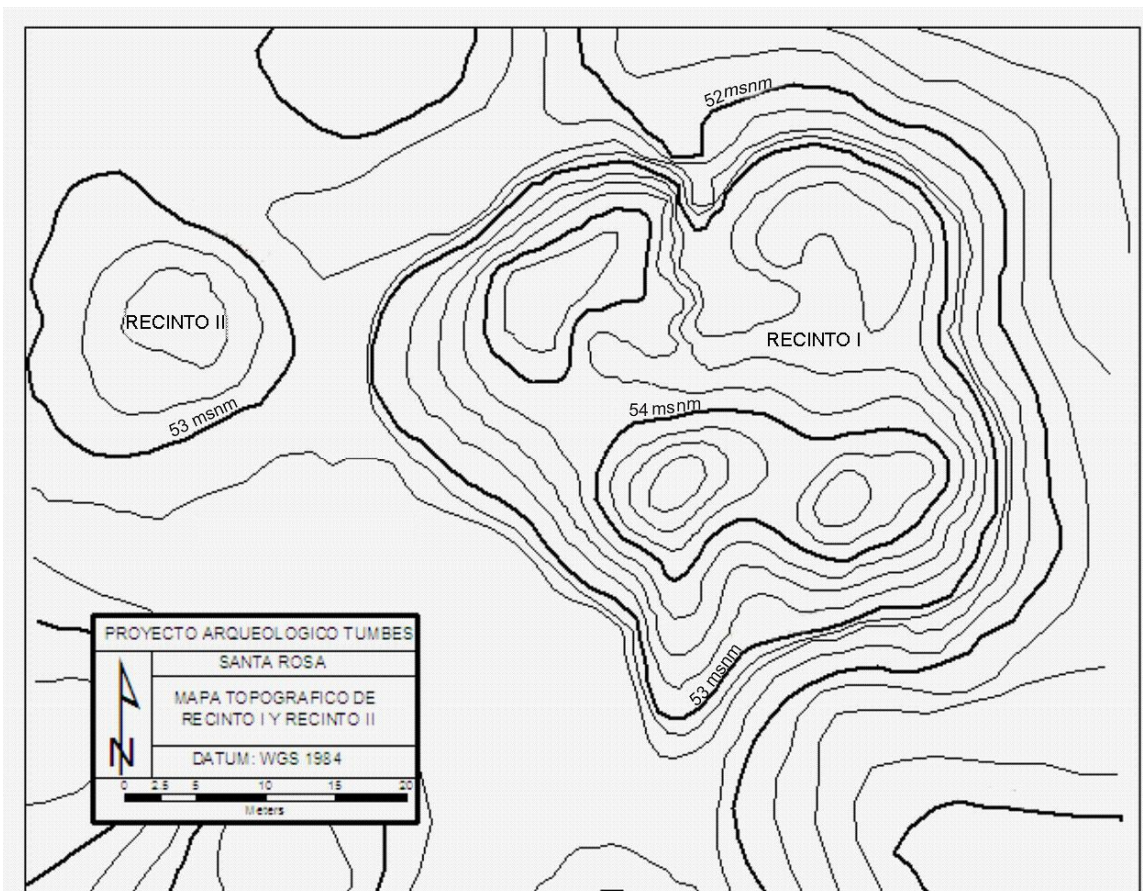 52 msnm
RECINTO II
RECINTO I
53 msnm
54 msnm
53 msnm
PROYECTO ARQUEOLOGICO TUMBES
SANTA ROSA
MAPA TOPOGRAFICO DE
RECINTO I Y RECINTO II
N
DATUM: WGS 1984
0 2.5 5 10 15 20
Meters